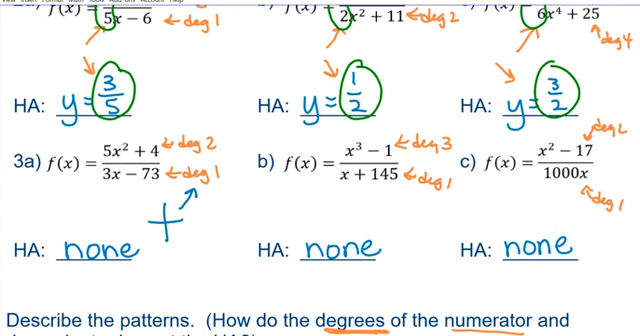 f(x) = 5x - 6 ← deg 1
2x² + 11 ← deg 2
6x⁴ + 25
deg 4
HA: y = 3/5 HA: y = 1/2 HA: y = 3/2
3a) f(x) = (5x² + 4)/(3x - 73) ← deg 2 ← deg 1 b) f(x) = (x³ - 1)/(x + 145) ← deg 3 ← deg 1 c) f(x) = (x² - 17)/(1000x) deg 2 deg 1
HA: none HA: none HA: none
Describe the patterns. (How do the degrees of the numerator and